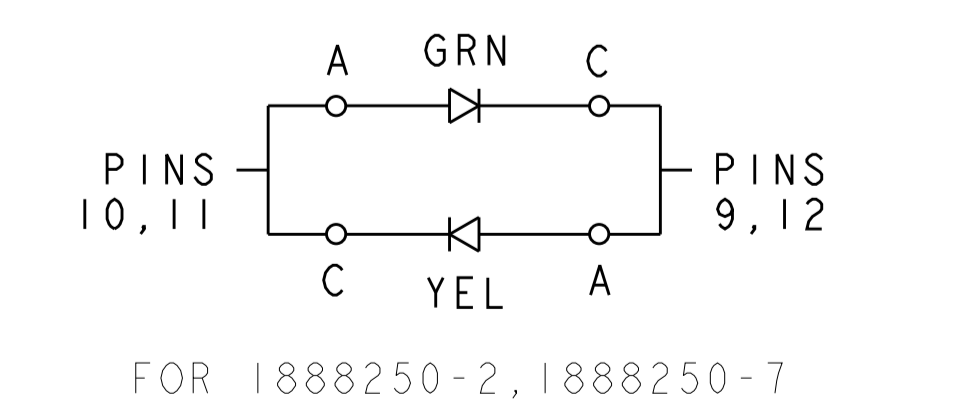 A GRN C
PINS PINS
10,11 9,12
C YEL A
FOR 1888250-2,1888250-7